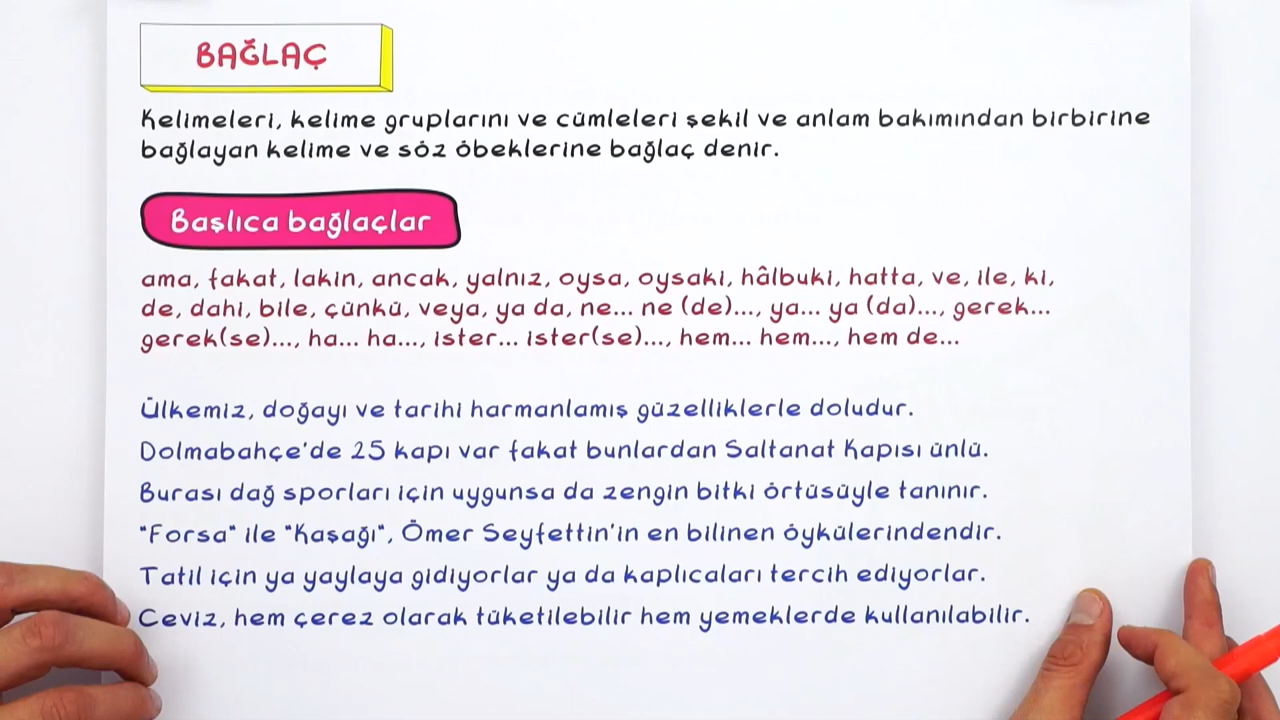 BAĞLAÇ
Kelimeleri, kelime gruplarını ve cümleleri şekil ve anlam bakımından birbirine
bağlayan kelime ve söz öbeklerine bağlaç denir.
Başlıca bağlaçlar
ama, fakat, lakin, ancak, yalnız, oysa, oysaki, hâlbuki, hatta, ve, ile, ki,
de, dahi, bile, çünkü, veya, ya da, ne... ne (de)..., ya... ya (da)..., gerek...
gerek(se)..., ha... ha..., ister... ister(se)..., hem... hem..., hem de...
Ülkemiz, doğayı ve tarihi harmanlamış güzelliklerle doludur.
Dolmabahçe'de 25 kapı var fakat bunlardan Saltanat Kapısı ünlü.
Burası dağ sporları için uygunsa da zengin bitki örtüsüyle tanınır.
"Forsa" ile "Kaşağı", Ömer Seyfettin'in en bilinen öykülerindendir.
Tatil için ya yaylaya gidiyorlar ya da kaplıcaları tercih ediyorlar.
Ceviz, hem çerez olarak tüketilebilir hem yemeklerde kullanılabilir.